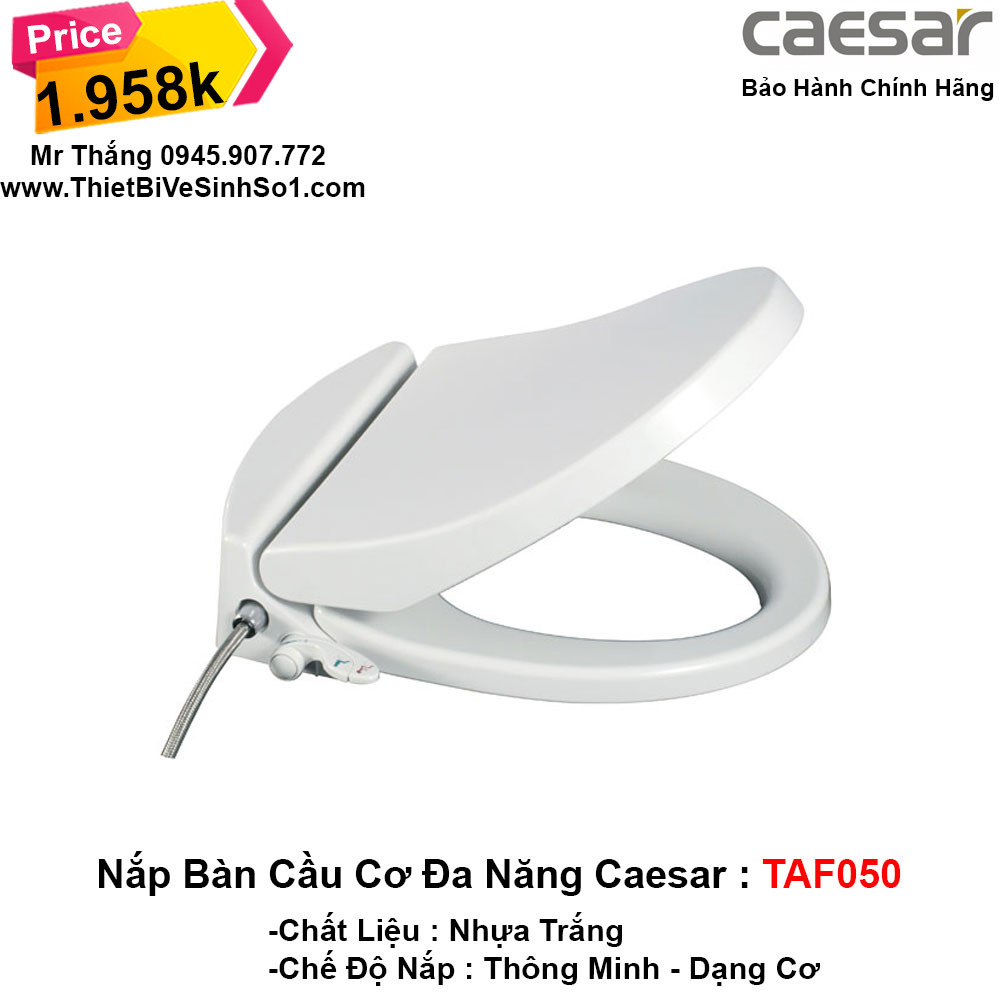 Price
1.958k
caesar
Bảo Hành Chính Hãng
Mr Thắng 0945.907.772
www.ThietBiVeSinhSo1.com
Nắp Bàn Cầu Cơ Đa Năng Caesar : TAF050
-Chất Liệu : Nhựa Trắng
-Chế Độ Nắp : Thông Minh - Dạng Cơ